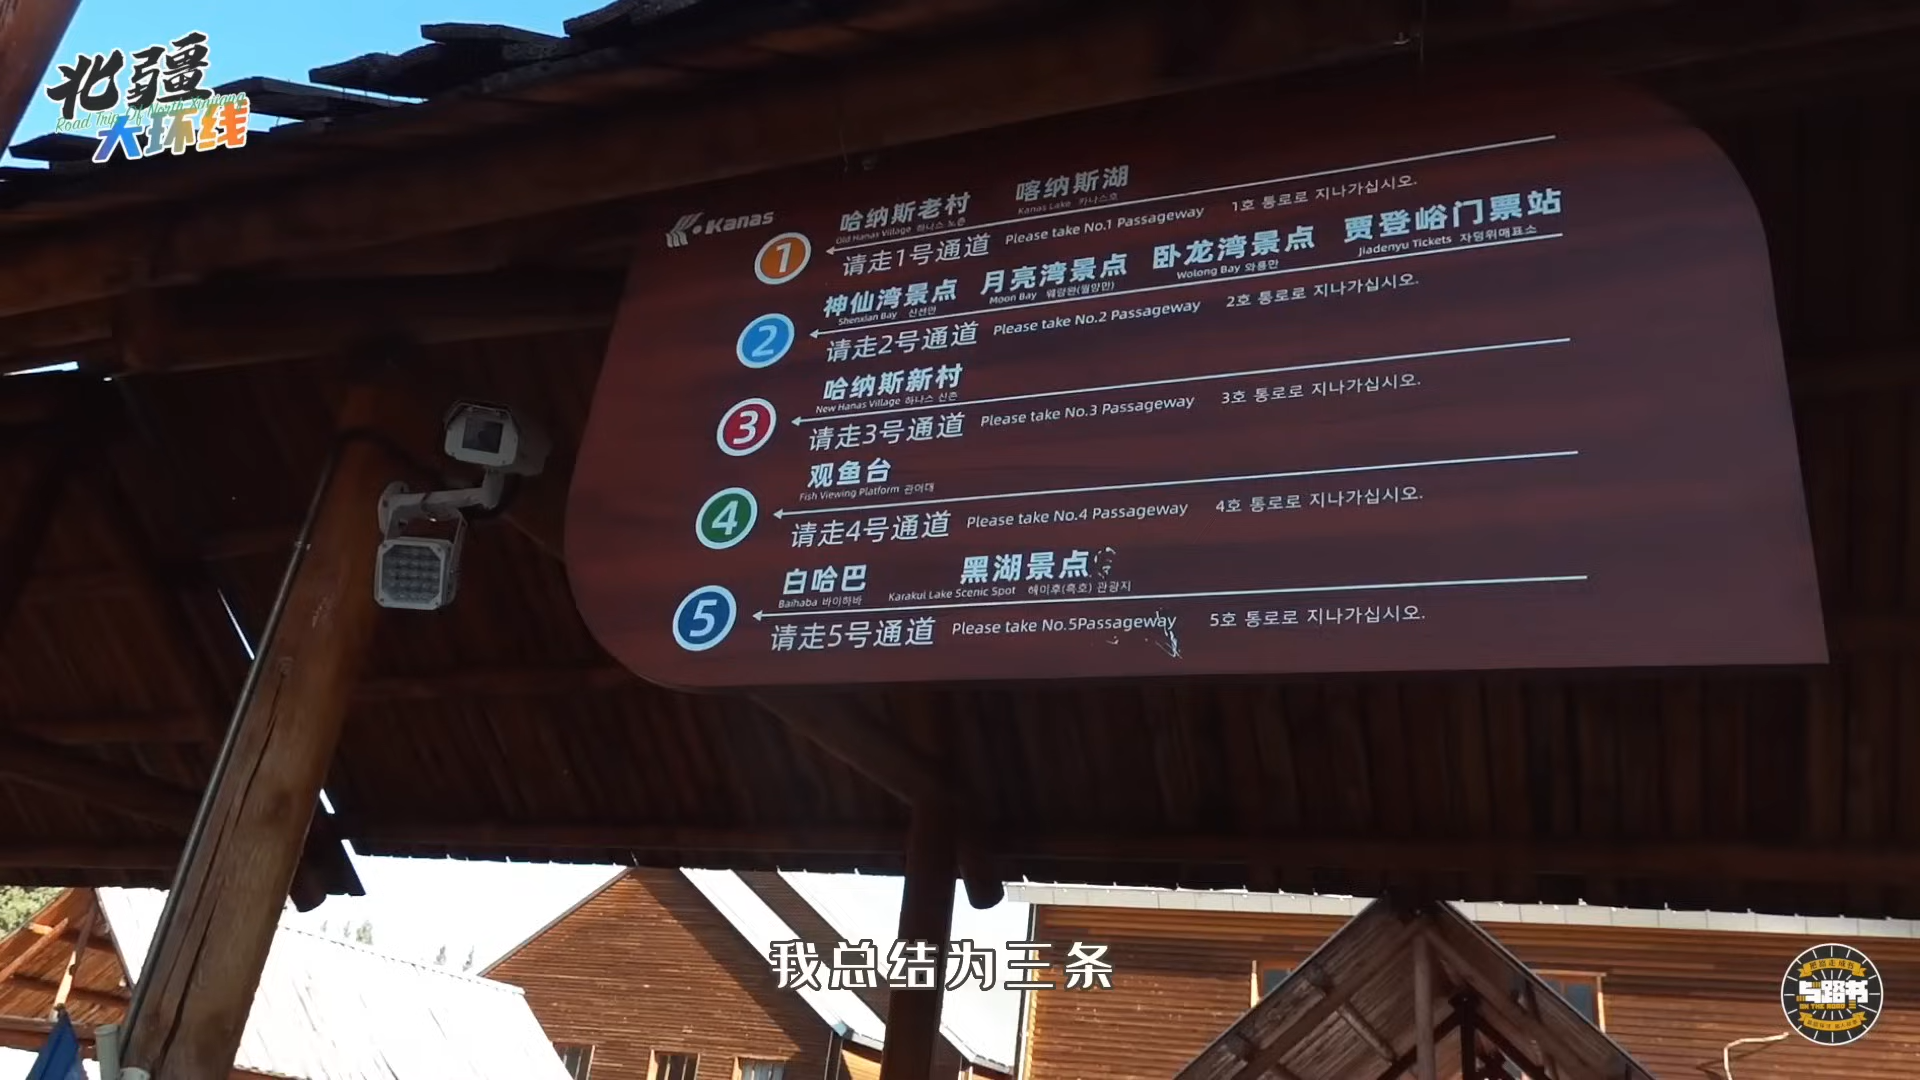 北疆
Road Trip Of North Xinjiang
大环线
Kanas
哈纳斯老村 喀纳斯湖
Old Hanas Village 하나스 노촌 Kanas Lake 카나스호
1
请走1号通道 Please take No.1 Passageway 1호 통로로 지나가십시오.
神仙湾景点 月亮湾景点 卧龙湾景点 贾登峪门票站
Shenxian Bay 신선만 Moon Bay 웨량완(월량만) Wolong Bay 와룡만 Jiadenyu Tickets 자덩위매표소
2
请走2号通道 Please take No.2 Passageway 2호 통로로 지나가십시오.
哈纳斯新村
New Hanas Village 하나스 신촌
3
请走3号通道 Please take No.3 Passageway 3호 통로로 지나가십시오.
观鱼台
Fish Viewing Platform 관어대
4
请走4号通道 Please take No.4 Passageway 4호 통로로 지나가십시오.
白哈巴 黑湖景点
Baihaba 바이하바 Karakul Lake Scenic Spot 헤이후(흑호) 관광지
5
请走5号通道 Please take No.5Passageway 5호 통로로 지나가십시오.
我总结为三条
与路书
ON THE ROAD